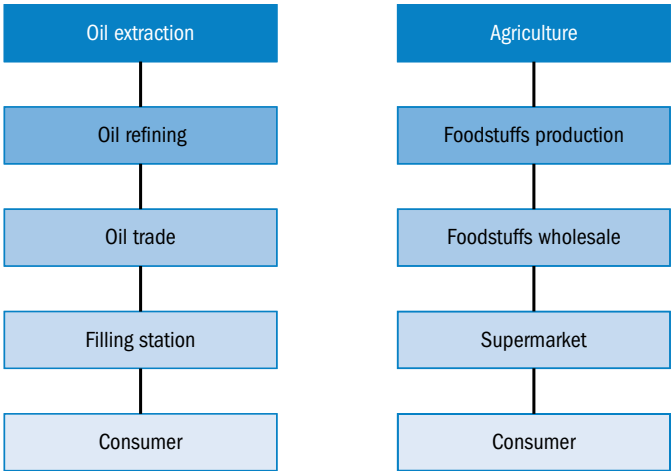 Oil extraction
Oil refining
Oil trade
Filling station
Consumer
Agriculture
Foodstuffs production
Foodstuffs wholesale
Supermarket
Consumer